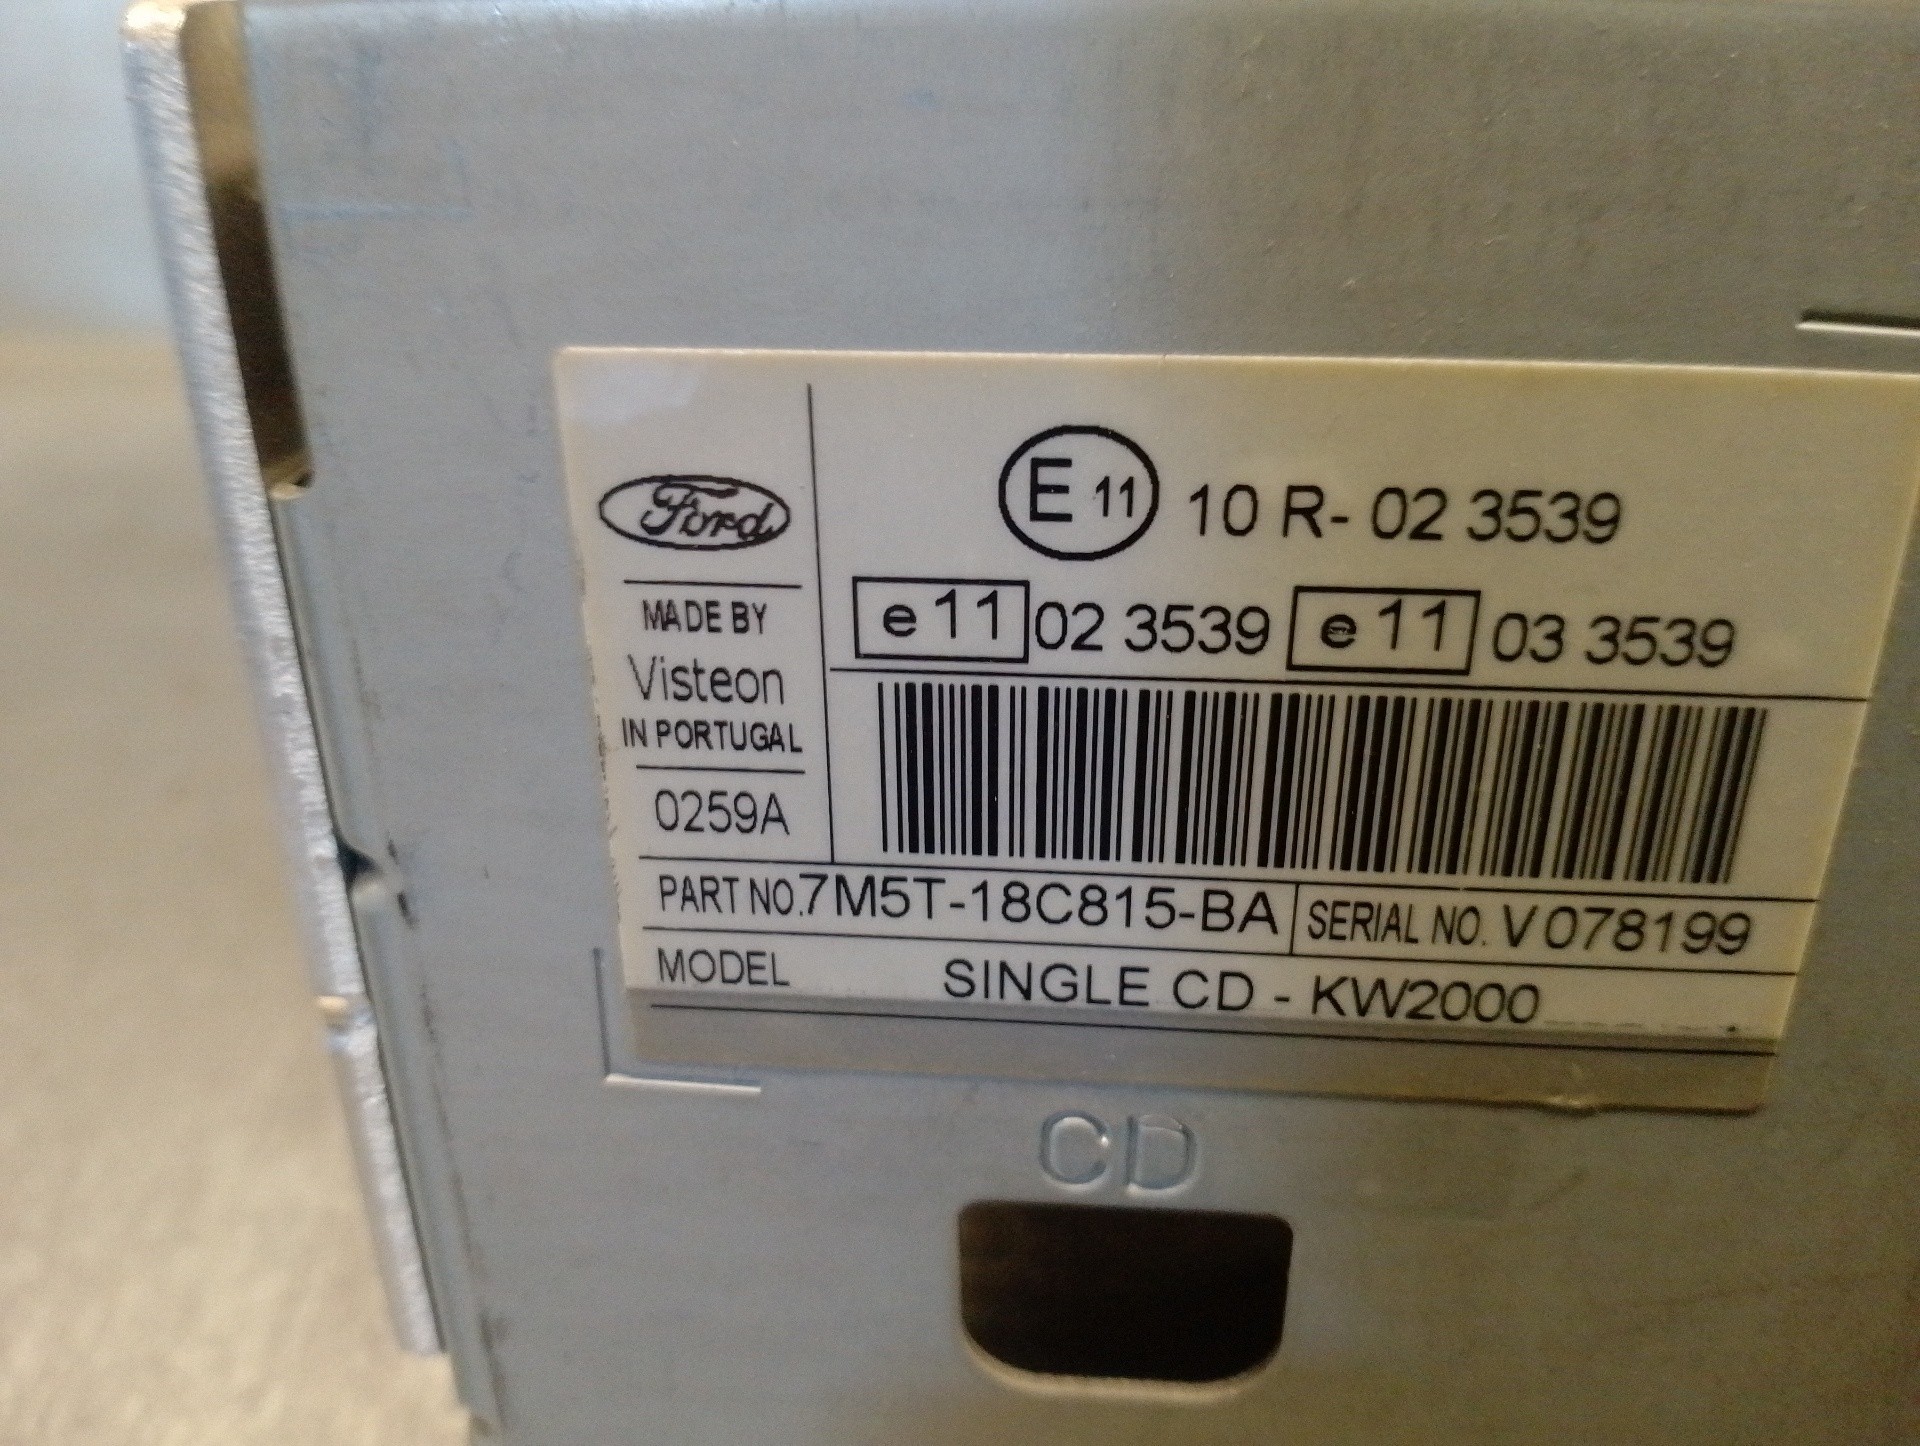 Ford
MADE BY
Visteon
IN PORTUGAL
0259A
E 11 10 R- 02 3539
e 11 02 3539 e 11 03 3539
PART NO. 7M5T-18C815-BA SERIAL NO. V078199
MODEL SINGLE CD - KW2000
CD